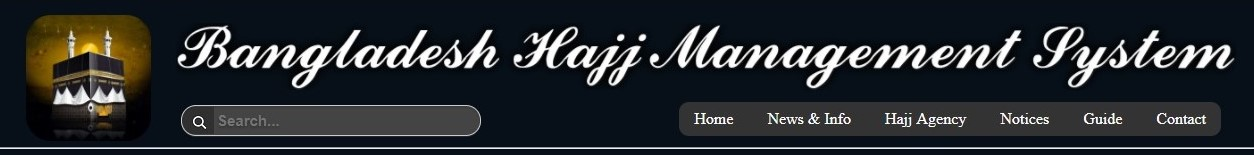 Bangladesh Hajj Management System
Search...
Home News & Info Hajj Agency Notices Guide Contact